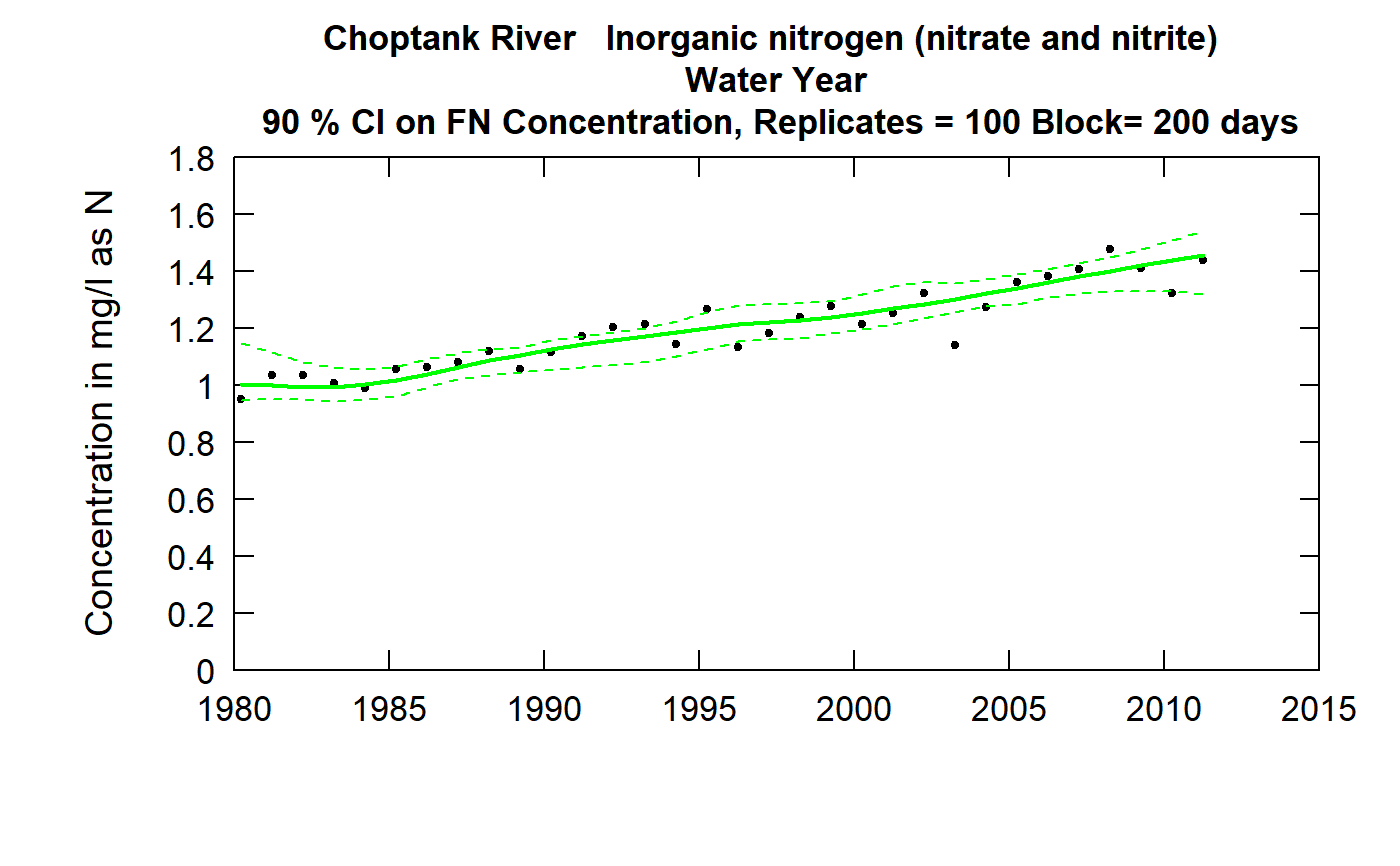 Choptank River   Inorganic nitrogen (nitrate and nitrite)
Water Year
90 % CI on FN Concentration, Replicates = 100 Block= 200 days
Concentration in mg/l as N
1.8
1.6
1.4
1.2
1
0.8
0.6
0.4
0.2
0
1980 1985 1990 1995 2000 2005 2010 2015